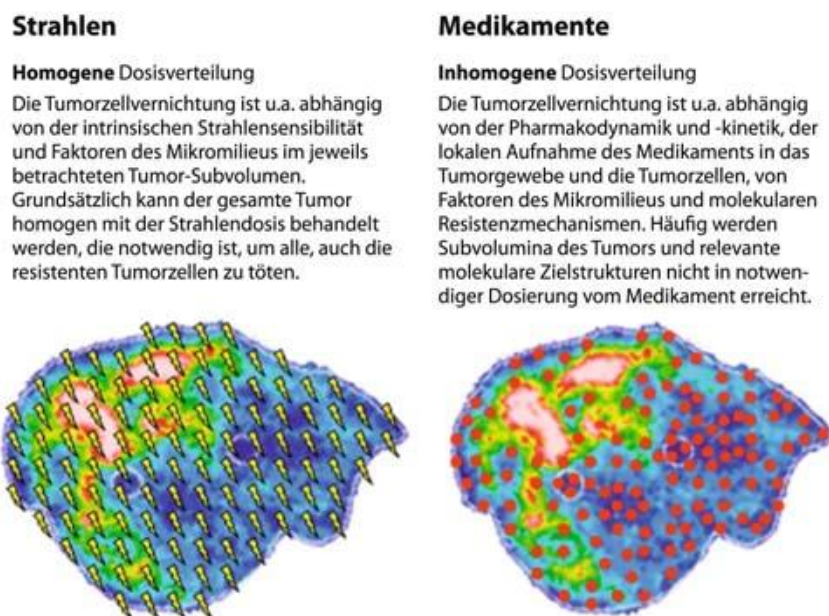 Strahlen
Homogene Dosisverteilung
Die Tumorzellvernichtung ist u.a. abhängig
von der intrinsischen Strahlensensibilität
und Faktoren des Mikromilieus im jeweils
betrachteten Tumor-Subvolumen.
Grundsätzlich kann der gesamte Tumor
homogen mit der Strahlendosis behandelt
werden, die notwendig ist, um alle, auch die
resistenten Tumorzellen zu töten.
Medikamente
Inhomogene Dosisverteilung
Die Tumorzellvernichtung ist u.a. abhängig
von der Pharmakodynamik und -kinetik, der
lokalen Aufnahme des Medikaments in das
Tumorgewebe und die Tumorzellen, von
Faktoren des Mikromilieus und molekularen
Resistenzmechanismen. Häufig werden
Subvolumina des Tumors und relevante
molekulare Zielstrukturen nicht in notwen-
diger Dosierung vom Medikament erreicht.